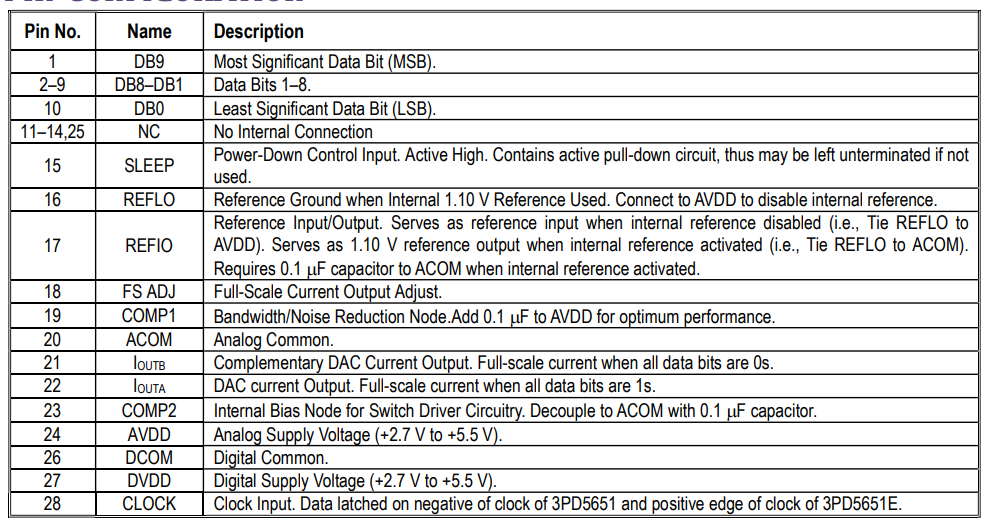 Pin No. Name Description
1 DB9 Most Significant Data Bit (MSB).
2–9 DB8–DB1 Data Bits 1–8.
10 DB0 Least Significant Data Bit (LSB).
11–14,25 NC No Internal Connection
15 SLEEP Power-Down Control Input. Active High. Contains active pull-down circuit, thus may be left unterminated if not
used.
16 REFLO Reference Ground when Internal 1.10 V Reference Used. Connect to AVDD to disable internal reference.
17 REFIO Reference Input/Output. Serves as reference input when internal reference disabled (i.e., Tie REFLO to
AVDD). Serves as 1.10 V reference output when internal reference activated (i.e., Tie REFLO to ACOM).
Requires 0.1 μF capacitor to ACOM when internal reference activated.
18 FS ADJ Full-Scale Current Output Adjust.
19 COMP1 Bandwidth/Noise Reduction Node.Add 0.1 μF to AVDD for optimum performance.
20 ACOM Analog Common.
21 IOUTB Complementary DAC Current Output. Full-scale current when all data bits are 0s.
22 IOUTA DAC current Output. Full-scale current when all data bits are 1s.
23 COMP2 Internal Bias Node for Switch Driver Circuitry. Decouple to ACOM with 0.1 μF capacitor.
24 AVDD Analog Supply Voltage (+2.7 V to +5.5 V).
26 DCOM Digital Common.
27 DVDD Digital Supply Voltage (+2.7 V to +5.5 V).
28 CLOCK Clock Input. Data latched on negative of clock of 3PD5651 and positive edge of clock of 3PD5651E.